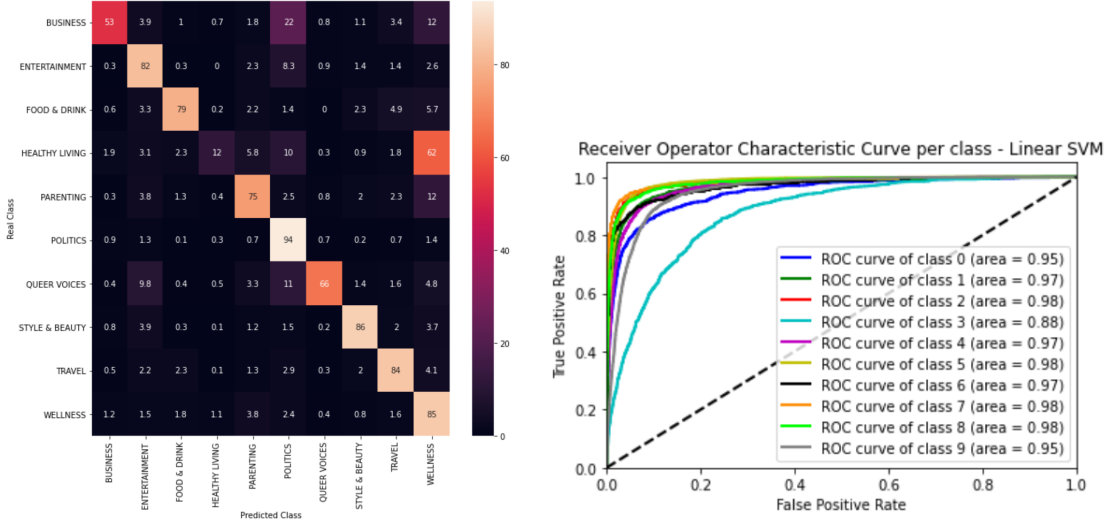 BUSINESS 53 3.9 1 0.7 1.8 22 0.8 1.1 3.4 12
ENTERTAINMENT 0.3 82 0.3 0 2.3 8.3 0.9 1.4 1.4 2.6
FOOD & DRINK 0.6 3.3 79 0.2 2.2 1.4 0 2.3 4.9 5.7
HEALTHY LIVING 1.9 3.1 2.3 12 5.8 10 0.3 0.9 1.8 62
PARENTING 0.3 3.8 1.3 0.4 75 2.5 0.8 2 2.3 12
POLITICS 0.9 1.3 0.1 0.3 0.7 94 0.7 0.2 0.7 1.4
QUEER VOICES 0.4 9.8 0.4 0.5 3.3 11 66 1.4 1.6 4.8
STYLE & BEAUTY 0.8 3.9 0.3 0.1 1.2 1.5 0.2 86 2 3.7
TRAVEL 0.5 2.2 2.3 0.1 1.3 2.9 0.3 2 84 4.1
WELLNESS 1.2 1.5 1.8 1.1 3.8 2.4 0.4 0.8 1.6 85
Real Class
BUSINESS
ENTERTAINMENT
FOOD & DRINK
HEALTHY LIVING
PARENTING
POLITICS
QUEER VOICES
STYLE & BEAUTY
TRAVEL
WELLNESS
Predicted Class
80
60
40
20
0
Receiver Operator Characteristic Curve per class - Linear SVM
True Positive Rate
1.0
0.8
0.6
0.4
0.2
0.0
ROC curve of class 0 (area = 0.95)
ROC curve of class 1 (area = 0.97)
ROC curve of class 2 (area = 0.98)
ROC curve of class 3 (area = 0.88)
ROC curve of class 4 (area = 0.97)
ROC curve of class 5 (area = 0.98)
ROC curve of class 6 (area = 0.97)
ROC curve of class 7 (area = 0.98)
ROC curve of class 8 (area = 0.98)
ROC curve of class 9 (area = 0.95)
0.0 0.2 0.4 0.6 0.8 1.0
False Positive Rate